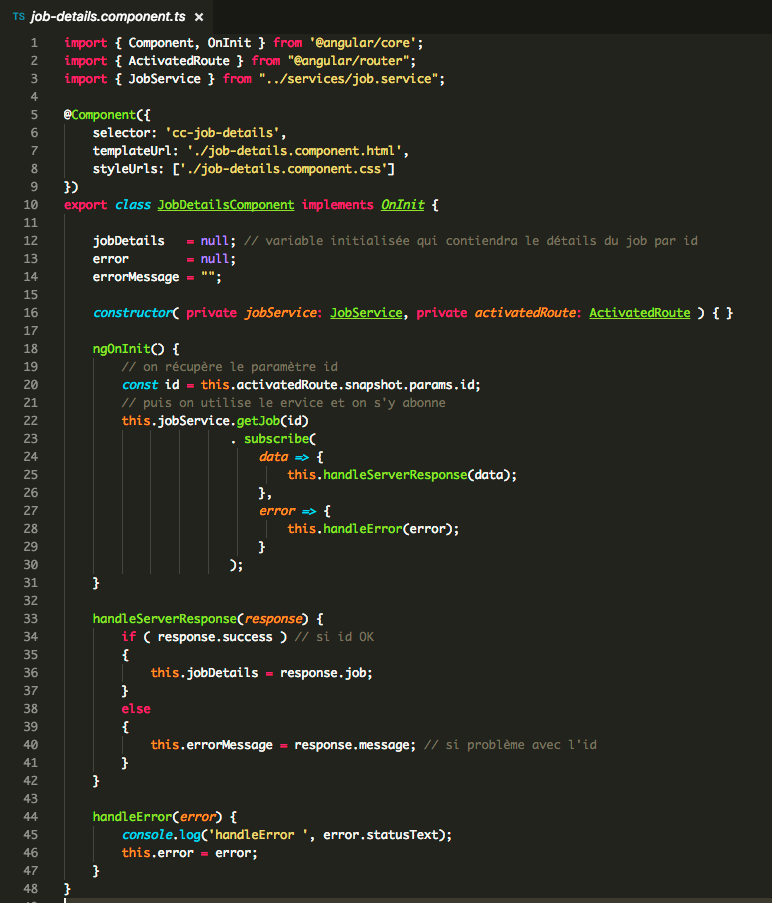 TS job-details.component.ts ×
1 import { Component, OnInit } from '@angular/core';
2 import { ActivatedRoute } from "@angular/router";
3 import { JobService } from "../services/job.service";
4
5 @Component({
6     selector: 'cc-job-details',
7     templateUrl: './job-details.component.html',
8     styleUrls: ['./job-details.component.css']
9 })
10 export class JobDetailsComponent implements OnInit {
11
12     jobDetails   = null; // variable initialisée qui contiendra le détails du job par id
13     error        = null;
14     errorMessage = "";
15
16     constructor( private jobService: JobService, private activatedRoute: ActivatedRoute ) { }
17
18     ngOnInit() {
19         // on récupère le paramètre id
20         const id = this.activatedRoute.snapshot.params.id;
21         // puis on utilise le ervice et on s'y abonne
22         this.jobService.getJob(id)
23                        . subscribe(
24                            data => {
25                                this.handleServerResponse(data);
26                            },
27                            error => {
28                                this.handleError(error);
29                            }
30                        );
31     }
32
33     handleServerResponse(response) {
34         if ( response.success ) // si id OK
35         {
36             this.jobDetails = response.job;
37         }
38         else
39         {
40             this.errorMessage = response.message; // si problème avec l'id
41         }
42     }
43
44     handleError(error) {
45         console.log('handleError ', error.statusText);
46         this.error = error;
47     }
48 }